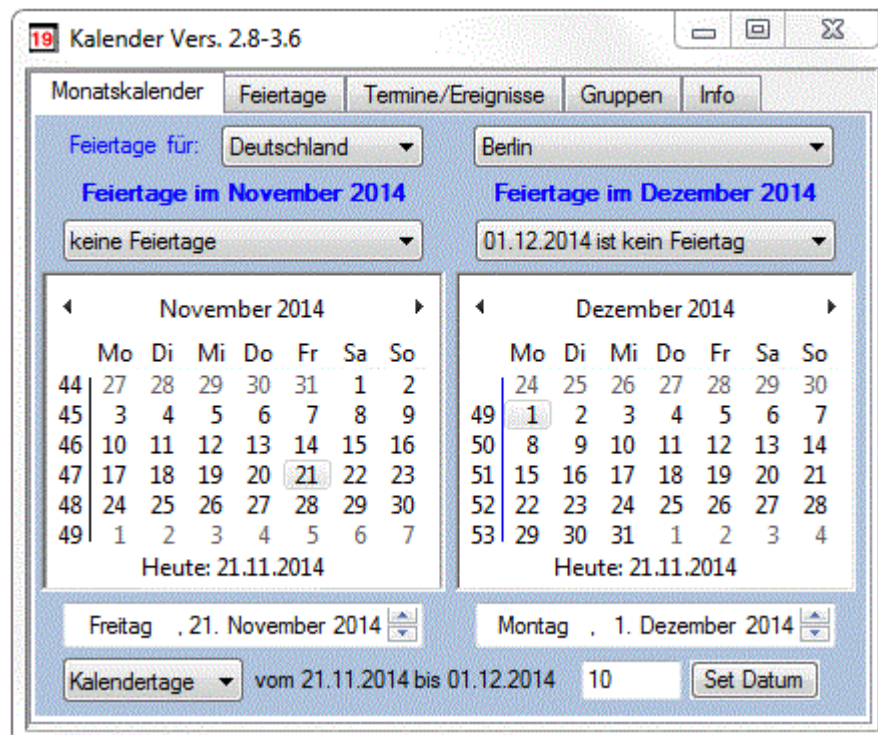 19 Kalender Vers. 2.8-3.6
Monatskalender Feiertage Termine/Ereignisse Gruppen Info
Feiertage für: Deutschland Berlin
Feiertage im November 2014 Feiertage im Dezember 2014
keine Feiertage 01.12.2014 ist kein Feiertag
November 2014 Dezember 2014
Mo Di Mi Do Fr Sa So Mo Di Mi Do Fr Sa So
44 27 28 29 30 31 1 2 24 25 26 27 28 29 30
45 3 4 5 6 7 8 9 49 1 2 3 4 5 6 7
46 10 11 12 13 14 15 16 50 8 9 10 11 12 13 14
47 17 18 19 20 21 22 23 51 15 16 17 18 19 20 21
48 24 25 26 27 28 29 30 52 22 23 24 25 26 27 28
49 1 2 3 4 5 6 7 53 29 30 31 1 2 3 4
Heute: 21.11.2014 Heute: 21.11.2014
Freitag , 21. November 2014 Montag , 1. Dezember 2014
Kalendertage vom 21.11.2014 bis 01.12.2014 10 Set Datum